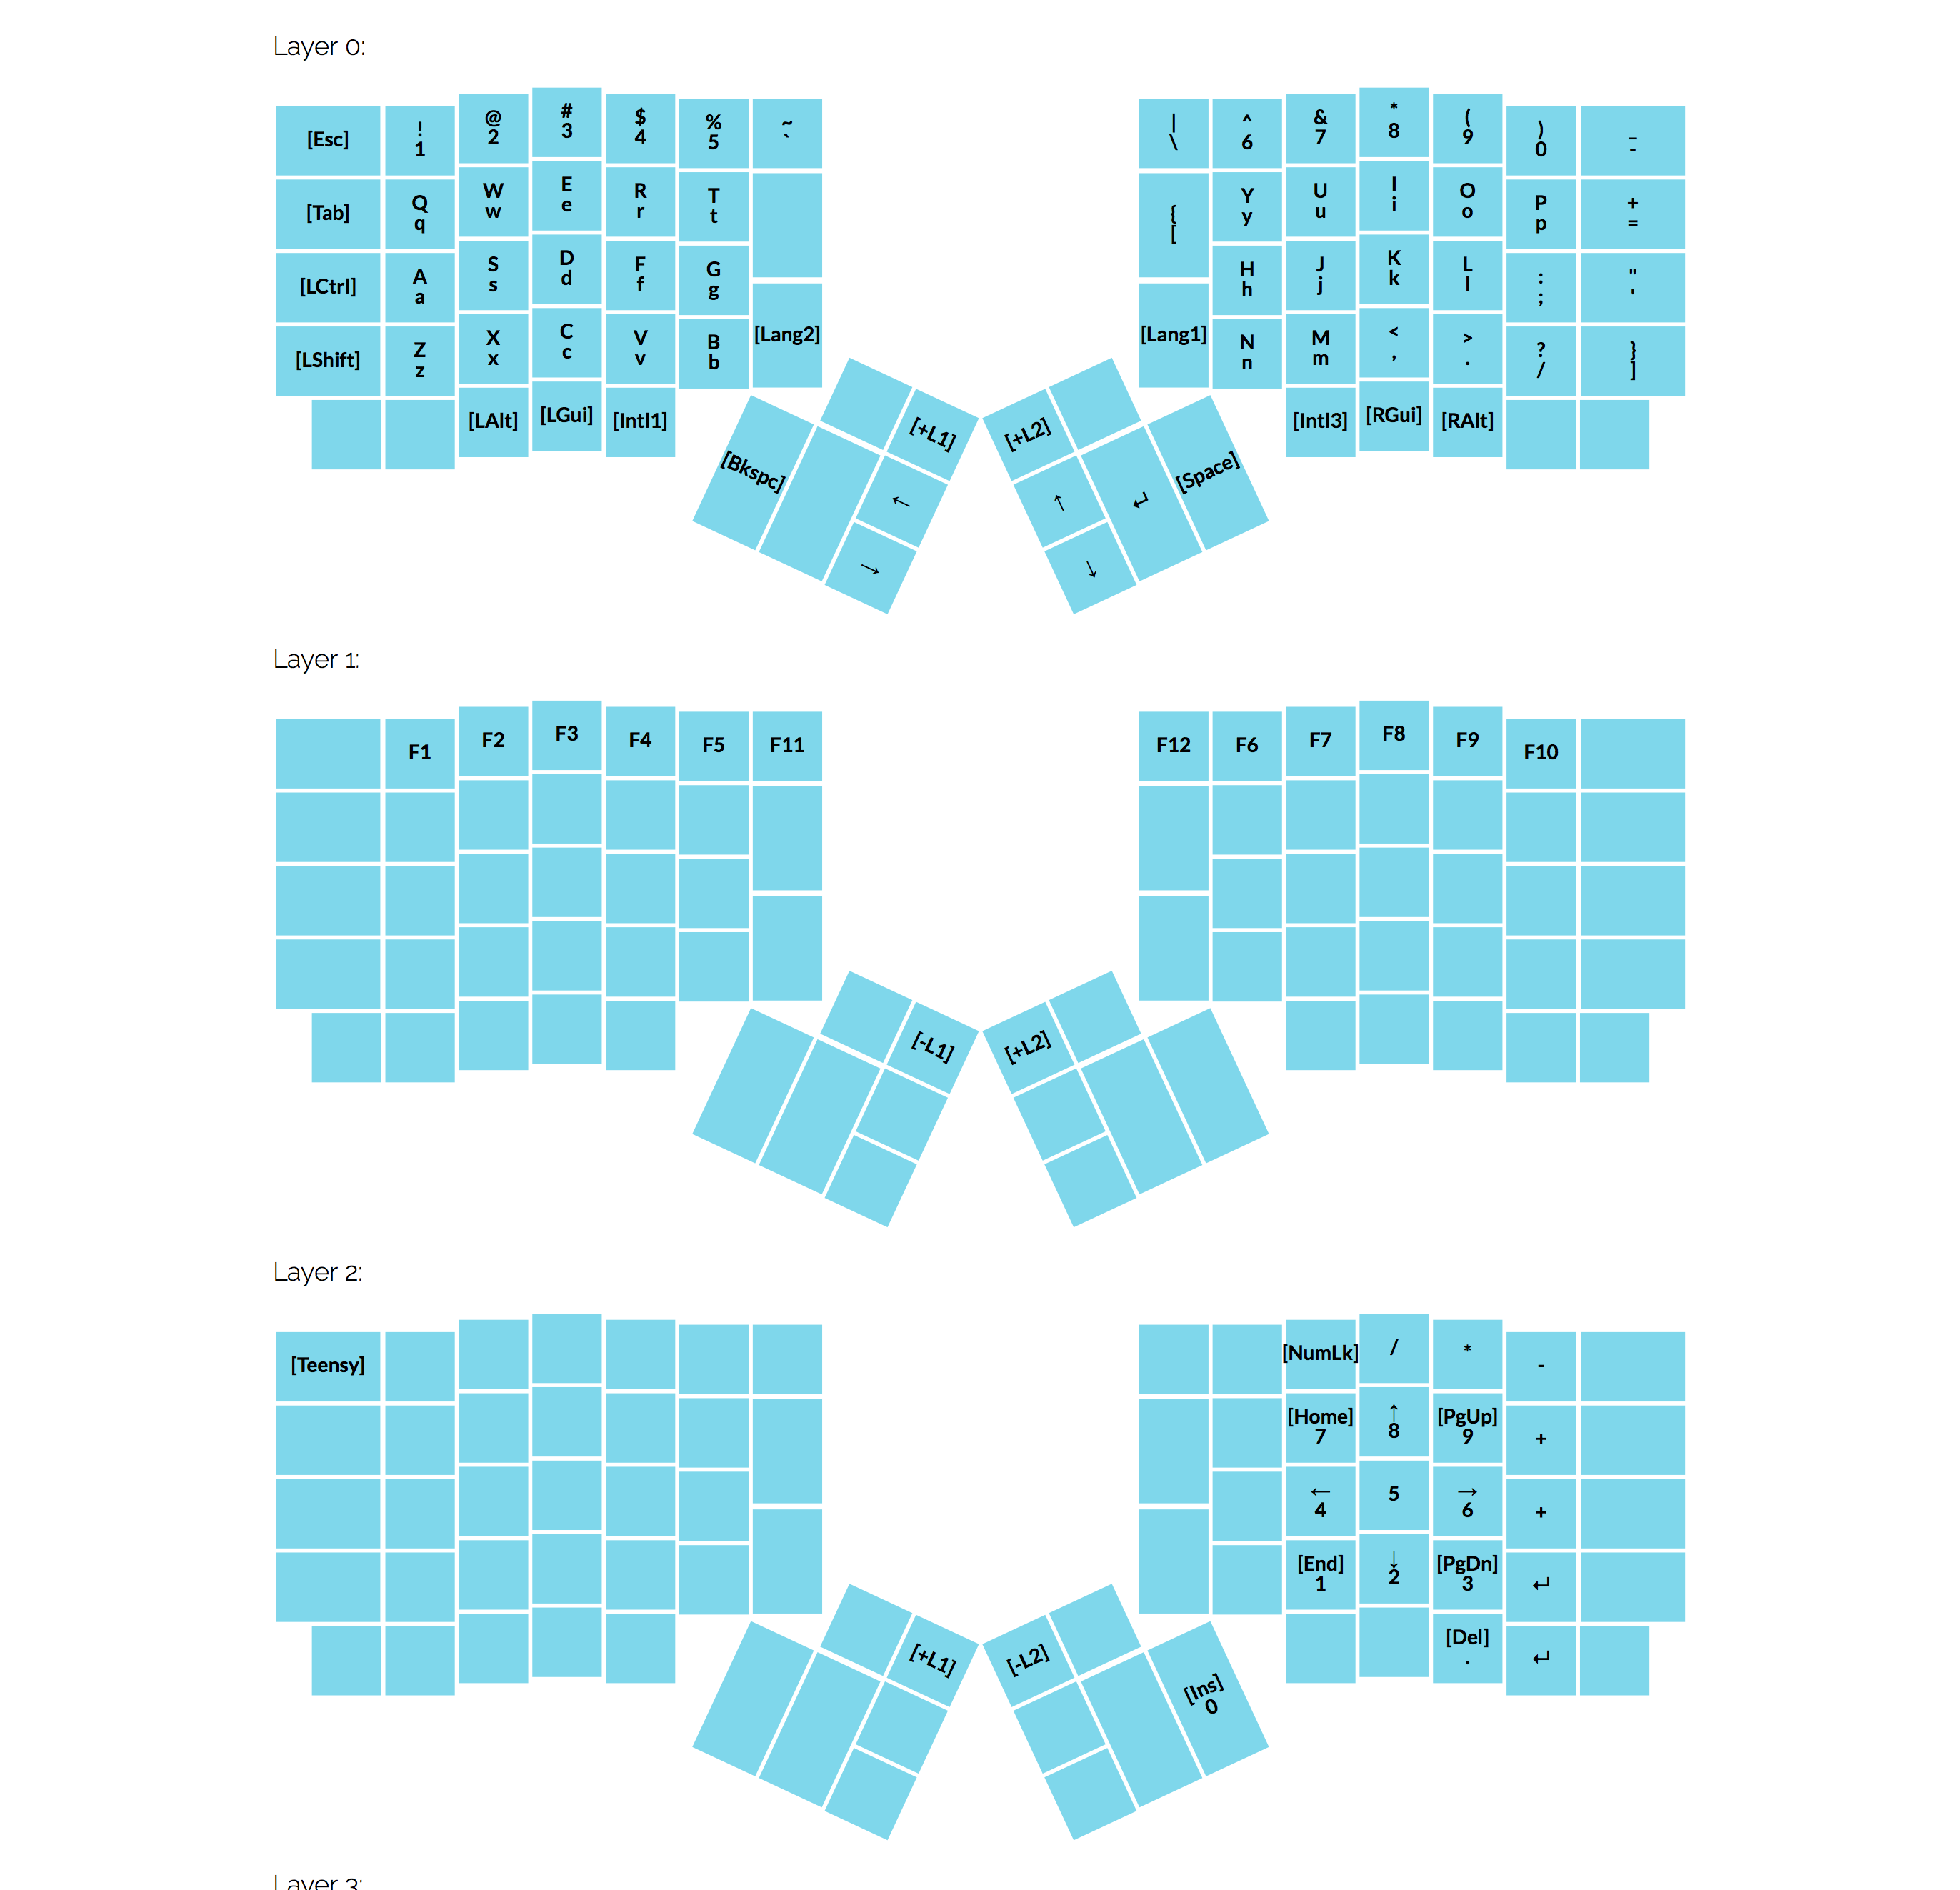 Layer 0:
[Esc] ! @ # $ % ~ | ^ & * ( ) _
1 2 3 4 5 ` \ 6 7 8 9 0 -
[Tab] Q W E R T { Y U I O P +
q w e r t [ y u i o p =
[LCtrl] A S D F G H J K L : "
a s d f g h j k l ; '
[LShift] Z X C V B [Lang2] [Lang1] N M < > ? }
z x c v b n m , . / ]
[LAlt] [LGui] [Intl1] [+L1] [+L2] [Intl3] [RGui] [RAlt]
[Bkspc] ← ↑ ↵ [Space]
→ ↓
Layer 1:
F1 F2 F3 F4 F5 F11 F12 F6 F7 F8 F9 F10
[-L1] [+L2]
Layer 2:
[Teensy] [NumLk] / * -
[Home] ↑ [PgUp] +
7 8 9
← 5 → +
4 6
[End] ↓ [PgDn] ↵
1 2 3
[+L1] [-L2] [Ins] [Del] ↵
0 .
Layer 3: